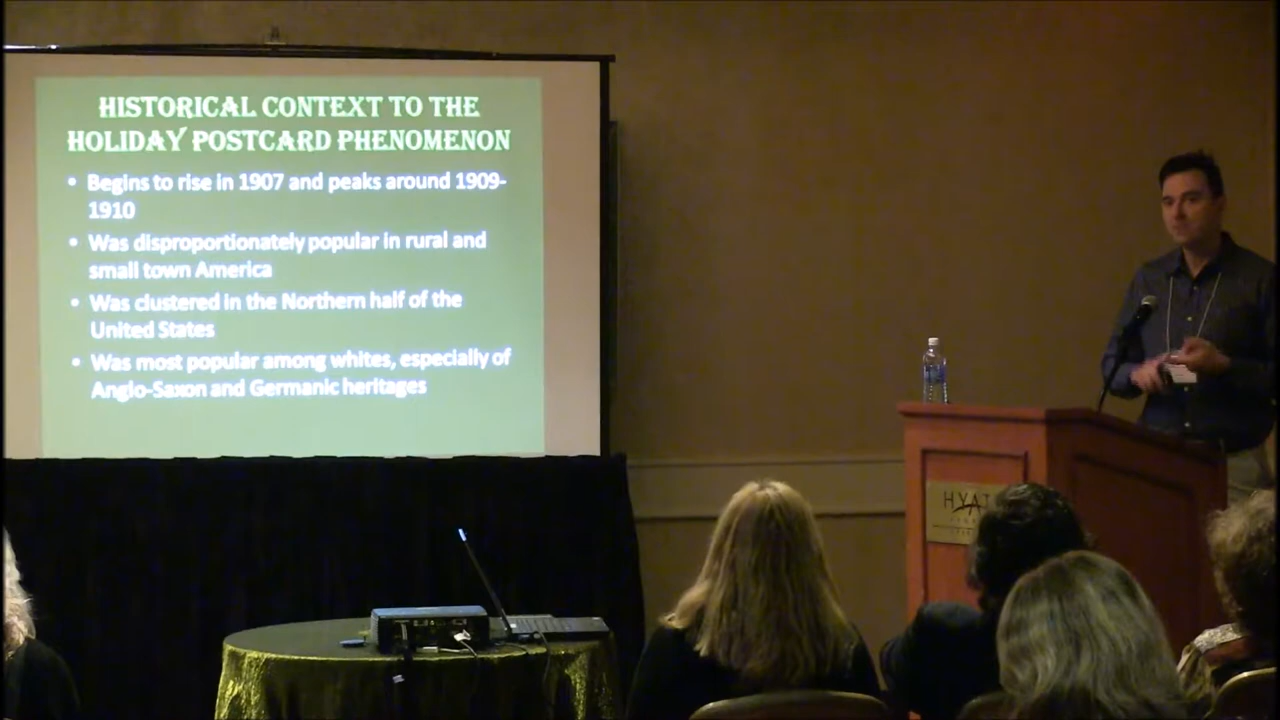 HISTORICAL CONTEXT TO THE
HOLIDAY POSTCARD PHENOMENON
• Begins to rise in 1907 and peaks around 1909-
1910
• Was disproportionately popular in rural and
small town America
• Was clustered in the Northern half of the
United States
• Was most popular among whites, especially of
Anglo-Saxon and Germanic heritages
HYAT